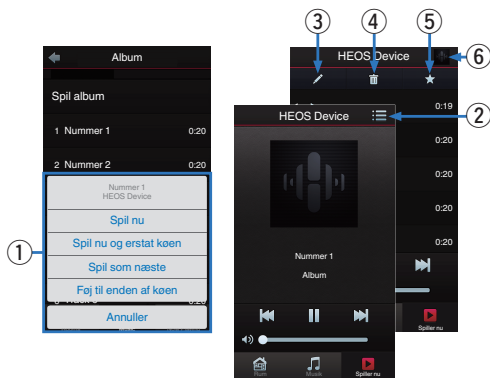 3
4
5
6
Album
Spil album
1 Nummer 1 0:20
2 Nummer 2 0:20
1
Nummer 1
HEOS Device
Spil nu
Spil nu og erstat køen
Spil som næste
Føj til enden af køen
Annuller
HEOS Device
0:19
0:20
0:20
0:20
0:20
2
HEOS Device
Nummer 1
Album
Rum
Musik
Spiller nu
Spiller nu